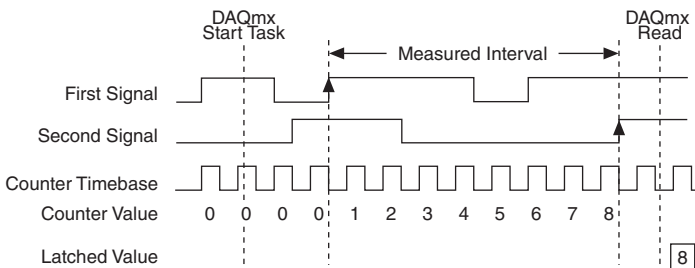 DAQmx
Start Task
DAQmx
Read
Measured Interval
First Signal
Second Signal
Counter Timebase
Counter Value 0 0 0 0 1 2 3 4 5 6 7 8
Latched Value 8